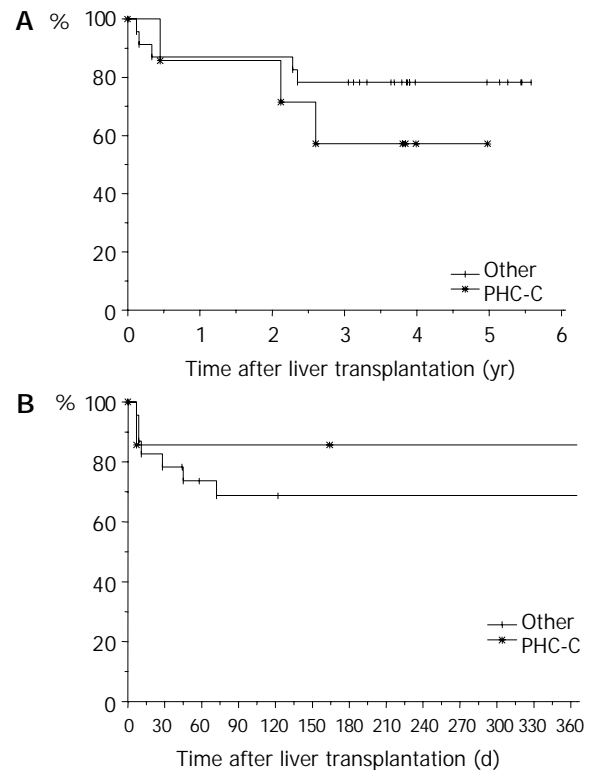 A % 100
80
60
40
20
0
Other
PHC-C
0 1 2 3 4 5 6
Time after liver transplantation (yr)
B % 100
80
60
40
20
0
Other
PHC-C
0 30 60 90 120 150 180 210 240 270 300 330 360
Time after liver transplantation (d)